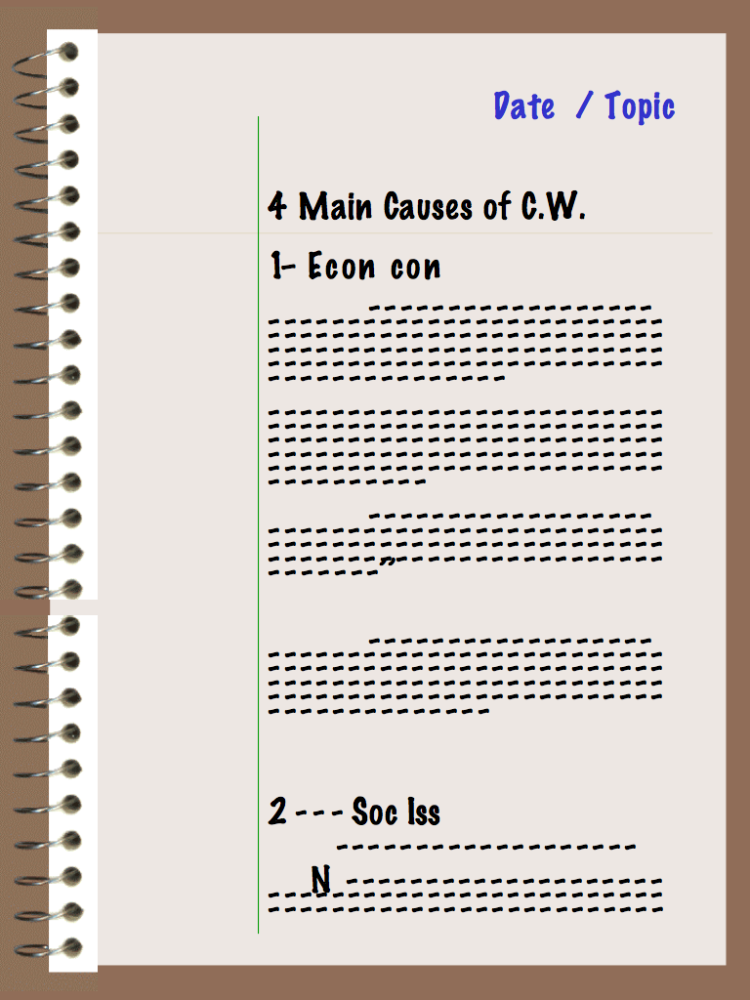 Date / Topic
4 Main Causes of C.W.
1- Econ con
2 - - - Soc Iss
N